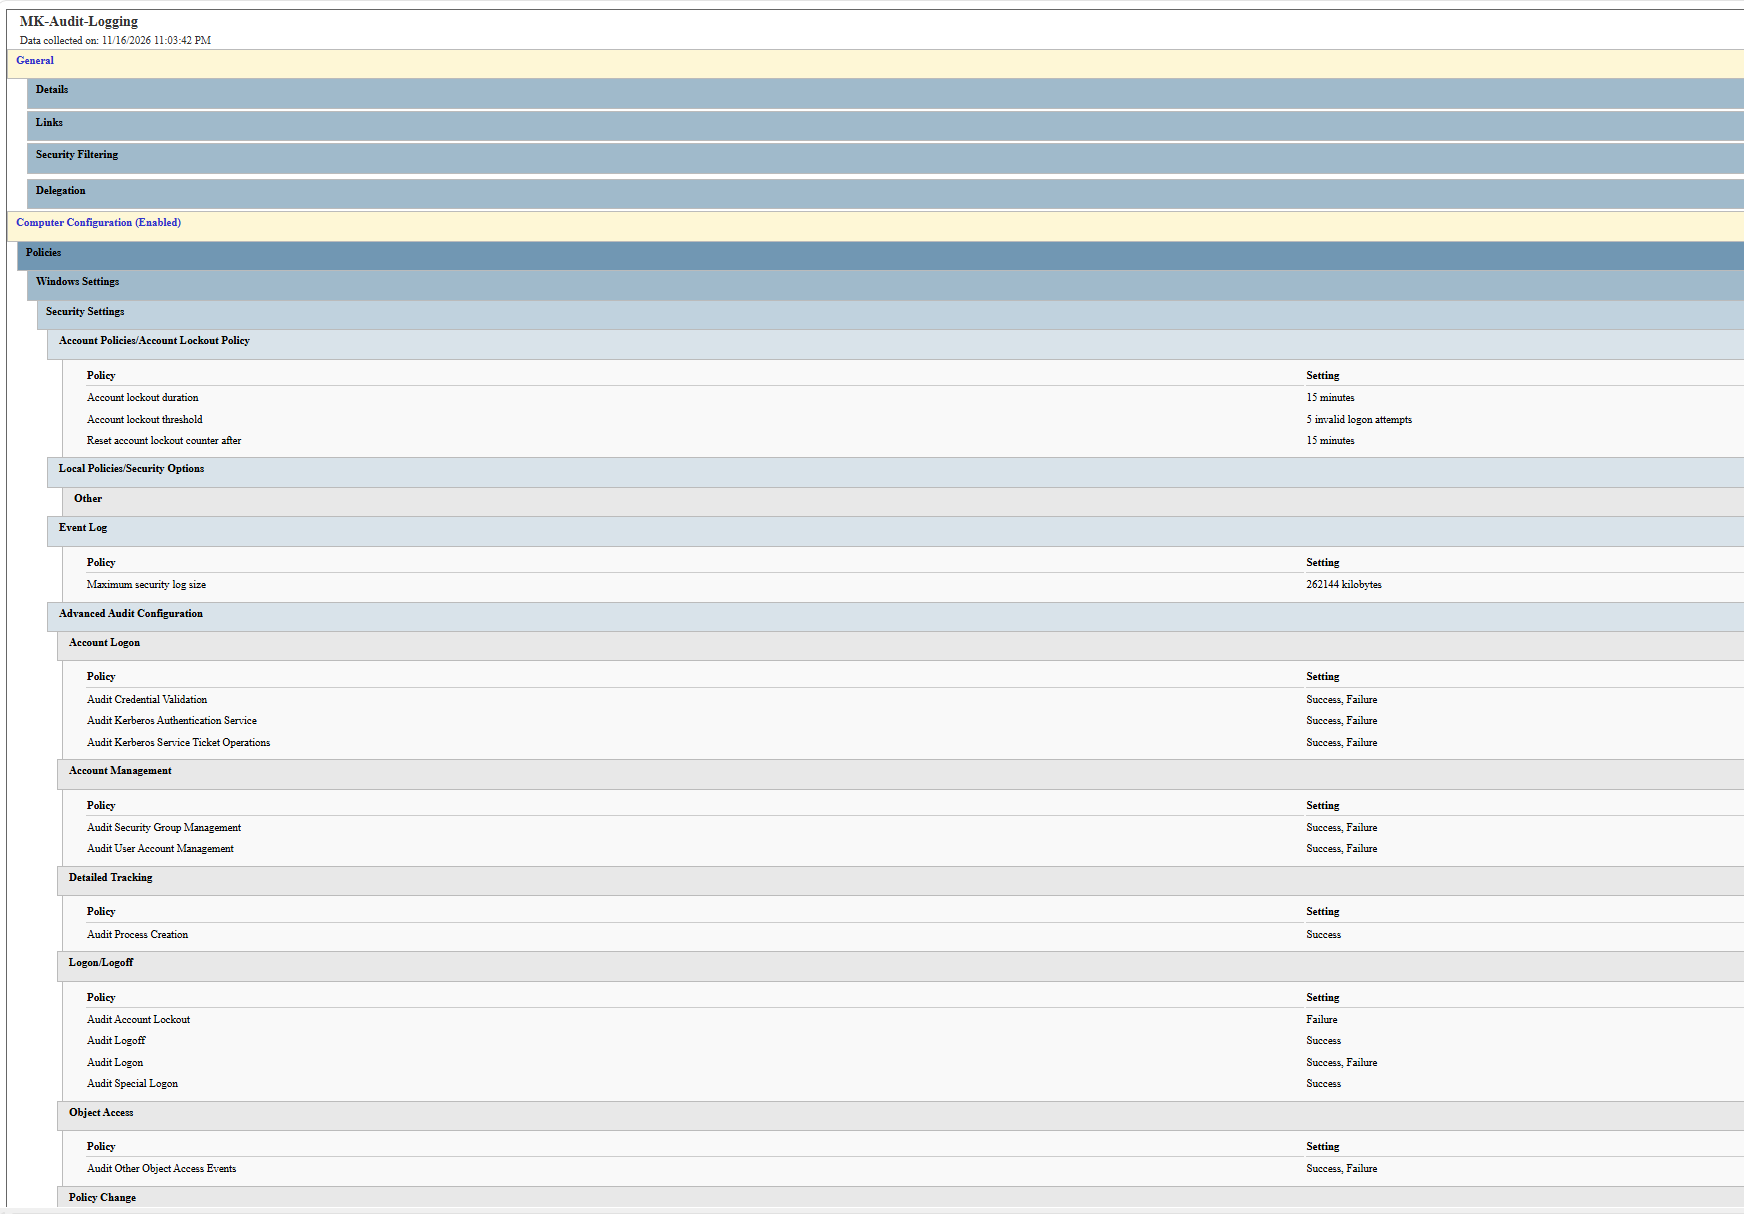 MK-Audit-Logging
Data collected on: 11/16/2026 11:03:42 PM
General
Details
Links
Security Filtering
Delegation
Computer Configuration (Enabled)
Policies
Windows Settings
Security Settings
Account Policies/Account Lockout Policy
Policy Setting
Account lockout duration 15 minutes
Account lockout threshold 5 invalid logon attempts
Reset account lockout counter after 15 minutes
Local Policies/Security Options
Other
Event Log
Policy Setting
Maximum security log size 262144 kilobytes
Advanced Audit Configuration
Account Logon
Policy Setting
Audit Credential Validation Success, Failure
Audit Kerberos Authentication Service Success, Failure
Audit Kerberos Service Ticket Operations Success, Failure
Account Management
Policy Setting
Audit Security Group Management Success, Failure
Audit User Account Management Success, Failure
Detailed Tracking
Policy Setting
Audit Process Creation Success
Logon/Logoff
Policy Setting
Audit Account Lockout Failure
Audit Logoff Success
Audit Logon Success, Failure
Audit Special Logon Success
Object Access
Policy Setting
Audit Other Object Access Events Success, Failure
Policy Change